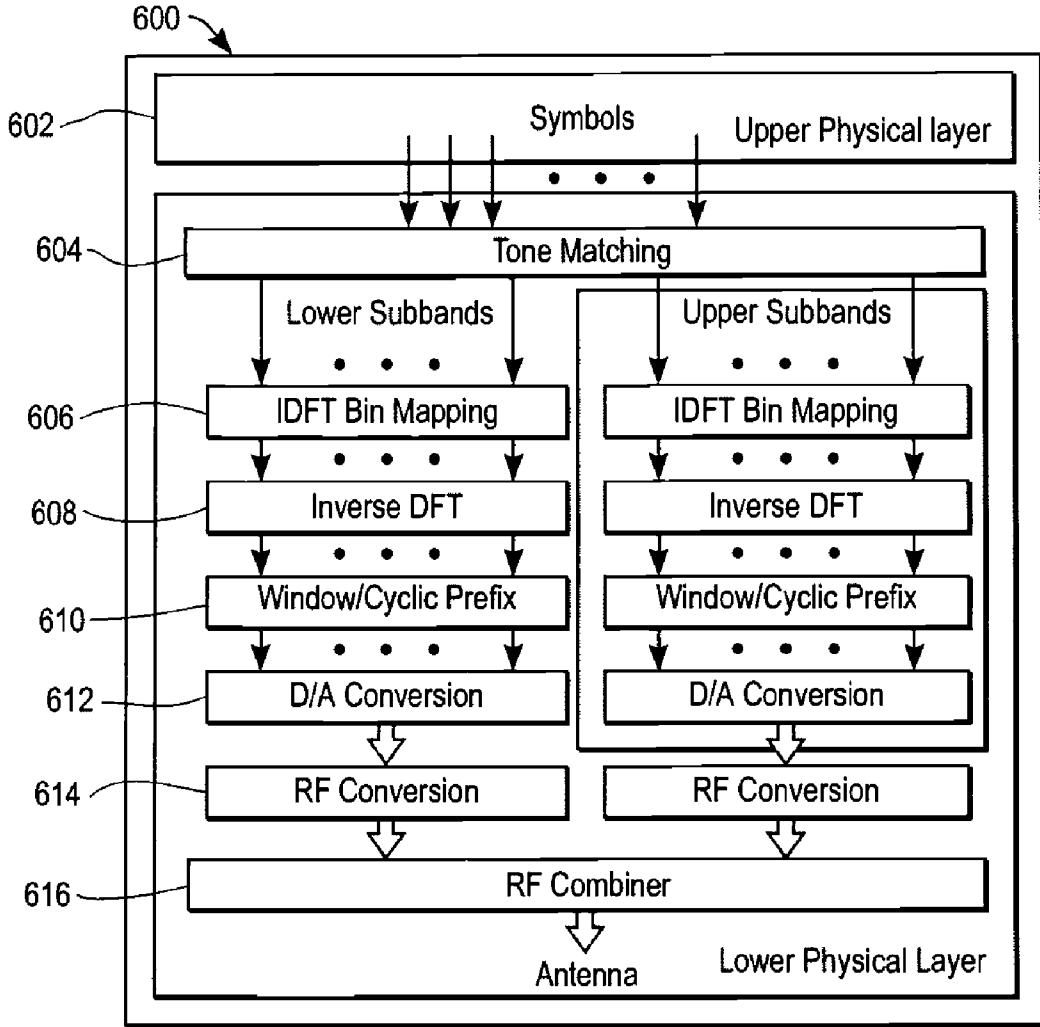 600
602
Symbols
Upper Physical layer
604
Tone Matching
Lower Subbands
Upper Subbands
606
IDFT Bin Mapping
IDFT Bin Mapping
608
Inverse DFT
Inverse DFT
610
Window/Cyclic Prefix
Window/Cyclic Prefix
612
D/A Conversion
D/A Conversion
614
RF Conversion
RF Conversion
616
RF Combiner
Antenna
Lower Physical Layer